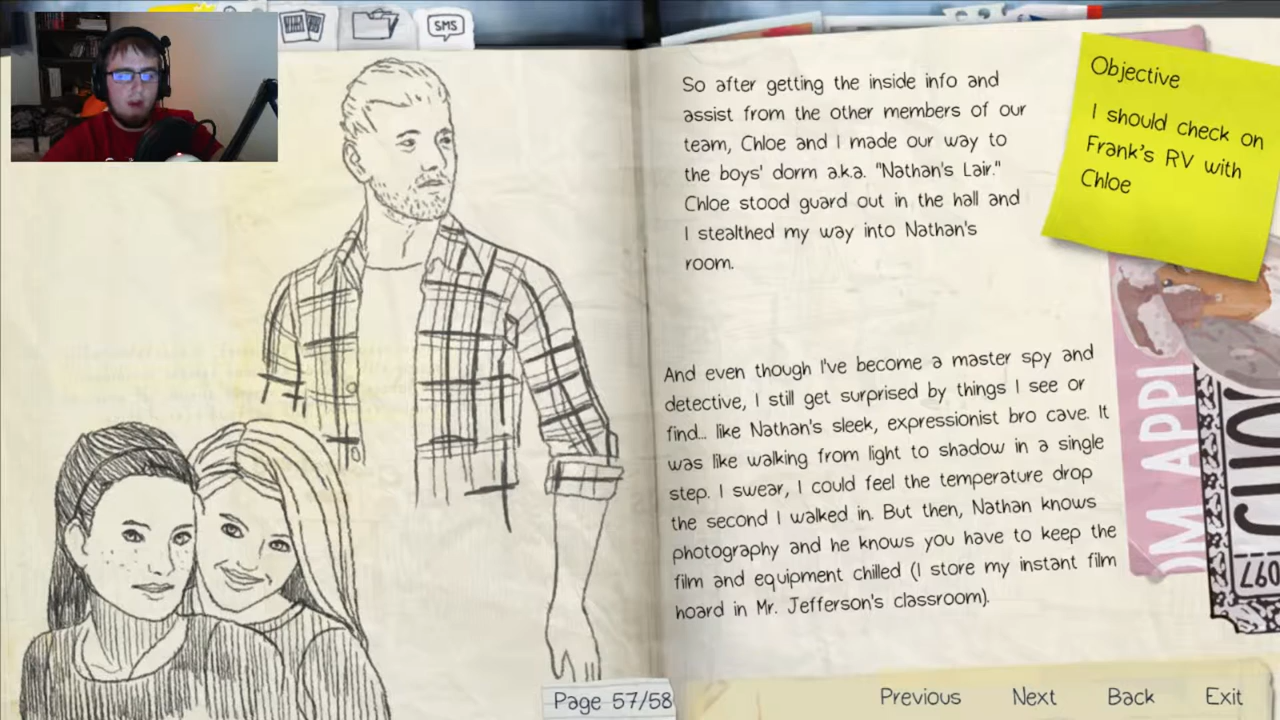 SMS
So after getting the inside info and
assist from the other members of our
team, Chloe and I made our way to
the boys' dorm a.k.a. "Nathan's Lair."
Chloe stood guard out in the hall and
I stealthed my way into Nathan's
room.
And even though I've become a master spy and
detective, I still get surprised by things I see or
find... like Nathan's sleek, expressionist bro cave. It
was like walking from light to shadow in a single
step. I swear, I could feel the temperature drop
the second I walked in. But then, Nathan knows
photography and he knows you have to keep the
film and equipment chilled (I store my instant film
hoard in Mr. Jefferson's classroom).
Objective
I should check on
Frank's RV with
Chloe
OM APPL
Page 57/58
Previous
Next
Back
Exit